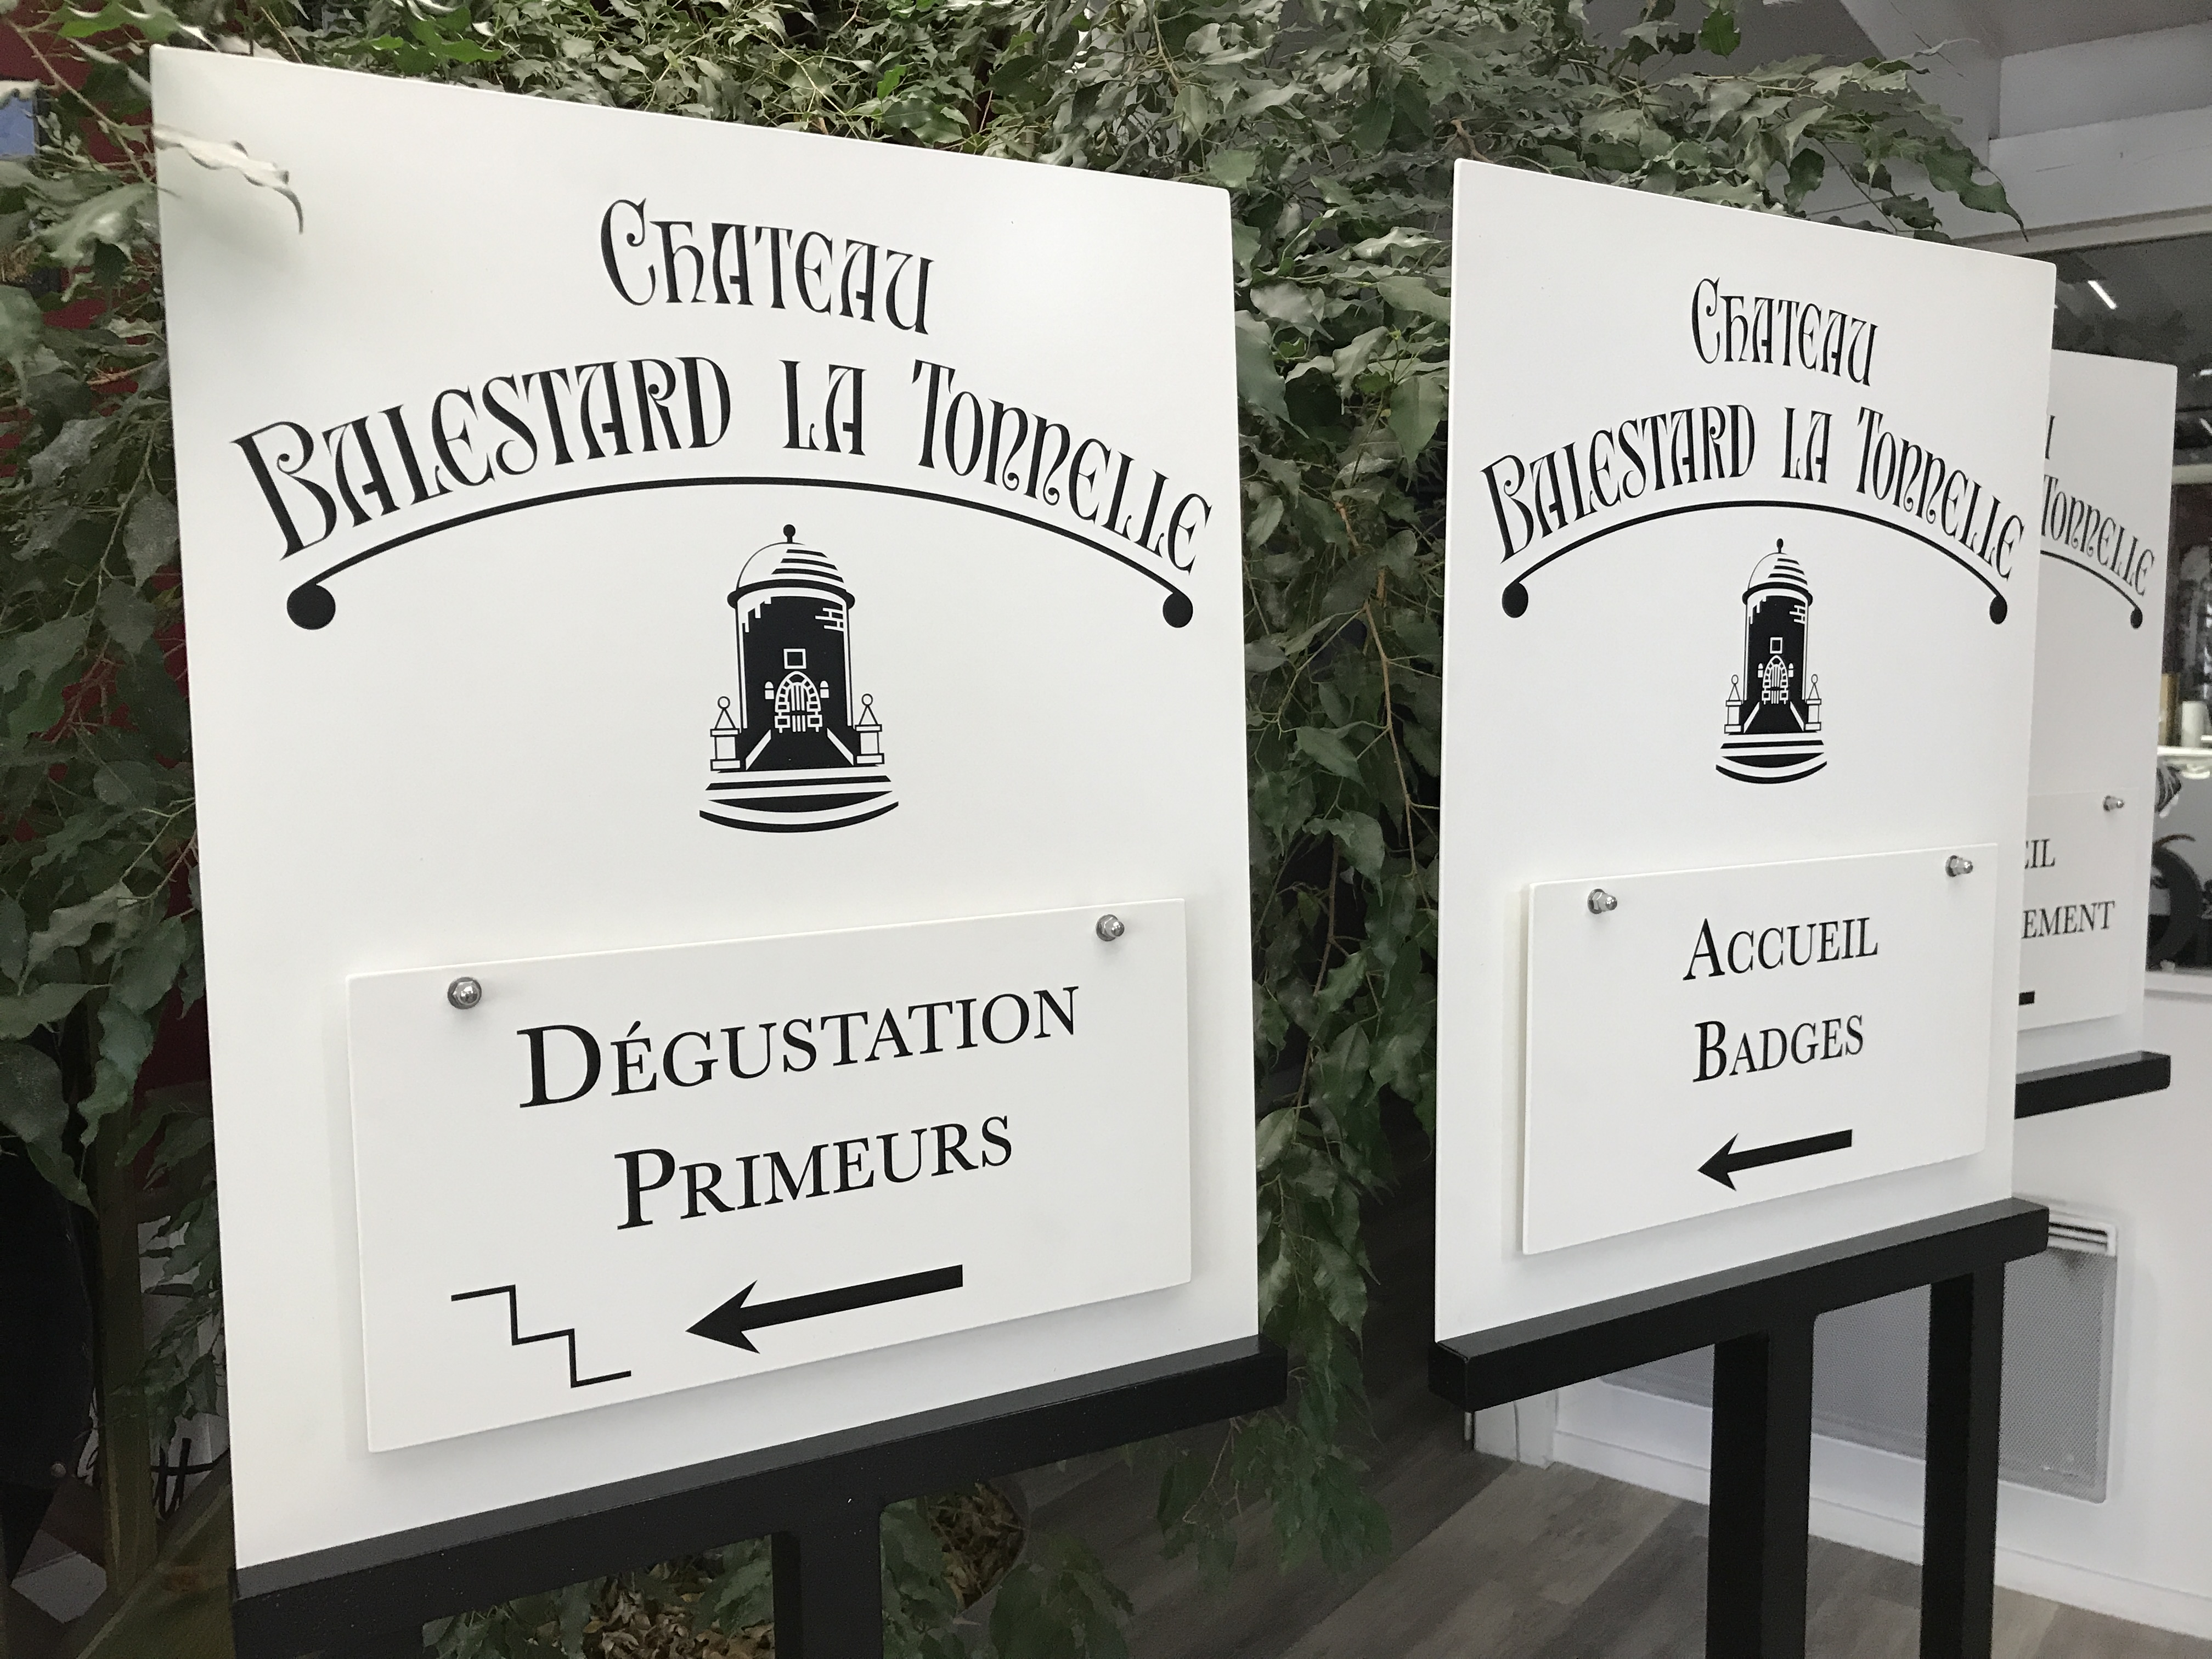 Chateau
Balestard la Tonnelle
Dégustation
Primeurs
Chateau
Balestard la Tonnelle
Accueil
Badges
Tonnelle